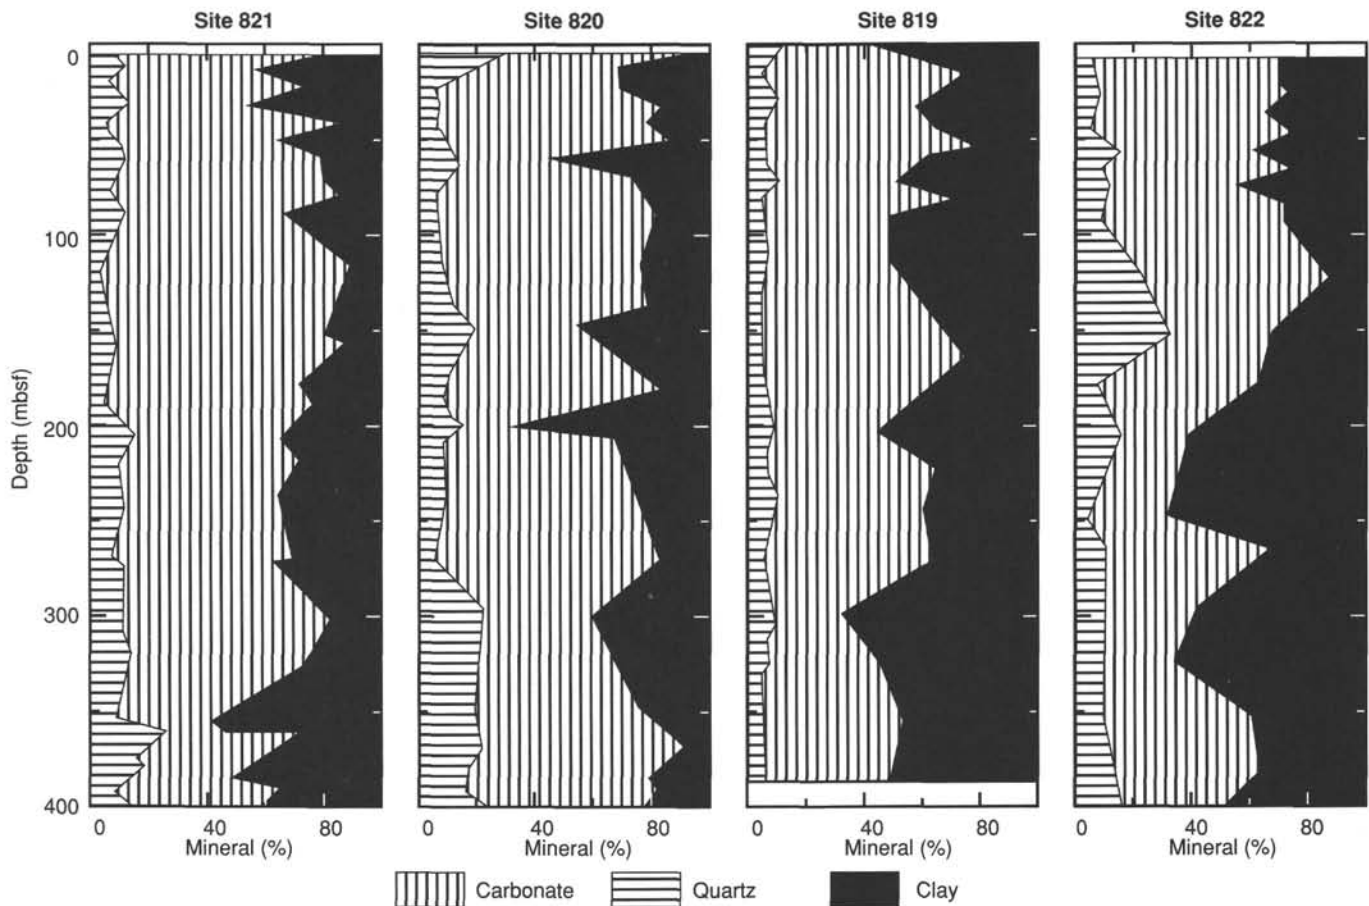 Site 821 Site 820 Site 819 Site 822
0
100
200
300
400
Depth (mbsf)
0 40 80 0 40 80 0 40 80 0 40 80
Mineral (%) Mineral (%) Mineral (%) Mineral (%)
Carbonate Quartz Clay